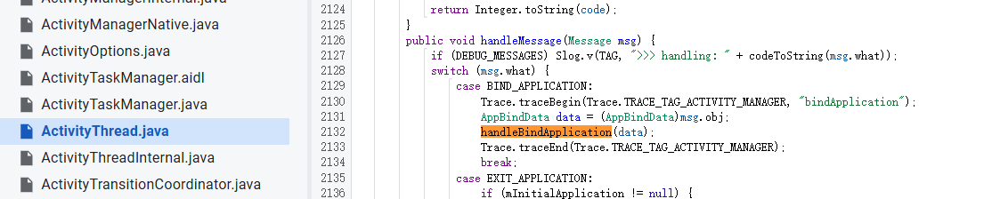 ActivityManagerInternal.java
ActivityManagerNative.java
ActivityOptions.java
ActivityTaskManager.aidl
ActivityTaskManager.java
ActivityThread.java
ActivityThreadInternal.java
ActivityTransitionCoordinator.java
2124 return Integer.toString(code);
2125 }
2126 public void handleMessage(Message msg) {
2127 if (DEBUG_MESSAGES) Slog.v(TAG, ">>> handling: " + codeToString(msg.what));
2128 switch (msg.what) {
2129 case BIND_APPLICATION:
2130 Trace.traceBegin(Trace.TRACE_TAG_ACTIVITY_MANAGER, "bindApplication");
2131 AppBindData data = (AppBindData)msg.obj;
2132 handleBindApplication(data);
2133 Trace.traceEnd(Trace.TRACE_TAG_ACTIVITY_MANAGER);
2134 break;
2135 case EXIT_APPLICATION:
2136 if (mInitialApplication != null) {